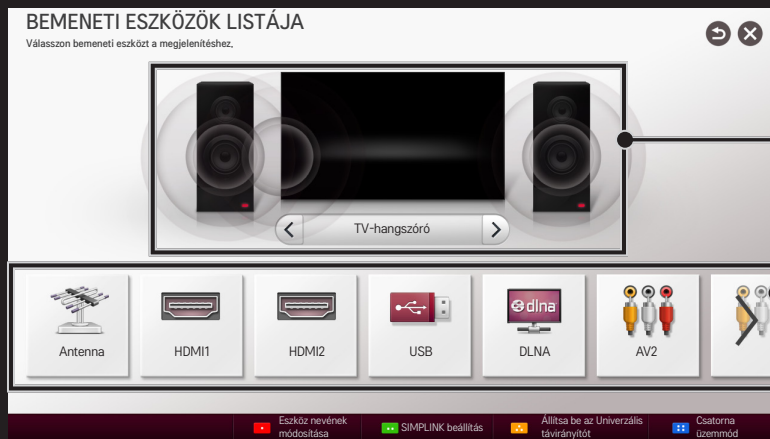 BEMENETI ESZKÖZÖK LISTÁJA
Válasszon bemeneti eszközt a megjelenítéshez.
TV-hangszóró
dlna
Antenna
HDMI1
HDMI2
USB
DLNA
AV2
Eszköz nevének
módosítása
SIMPLINK beállítás
Állítsa be az Univerzális
távirányítót
Csatorna
üzemmód